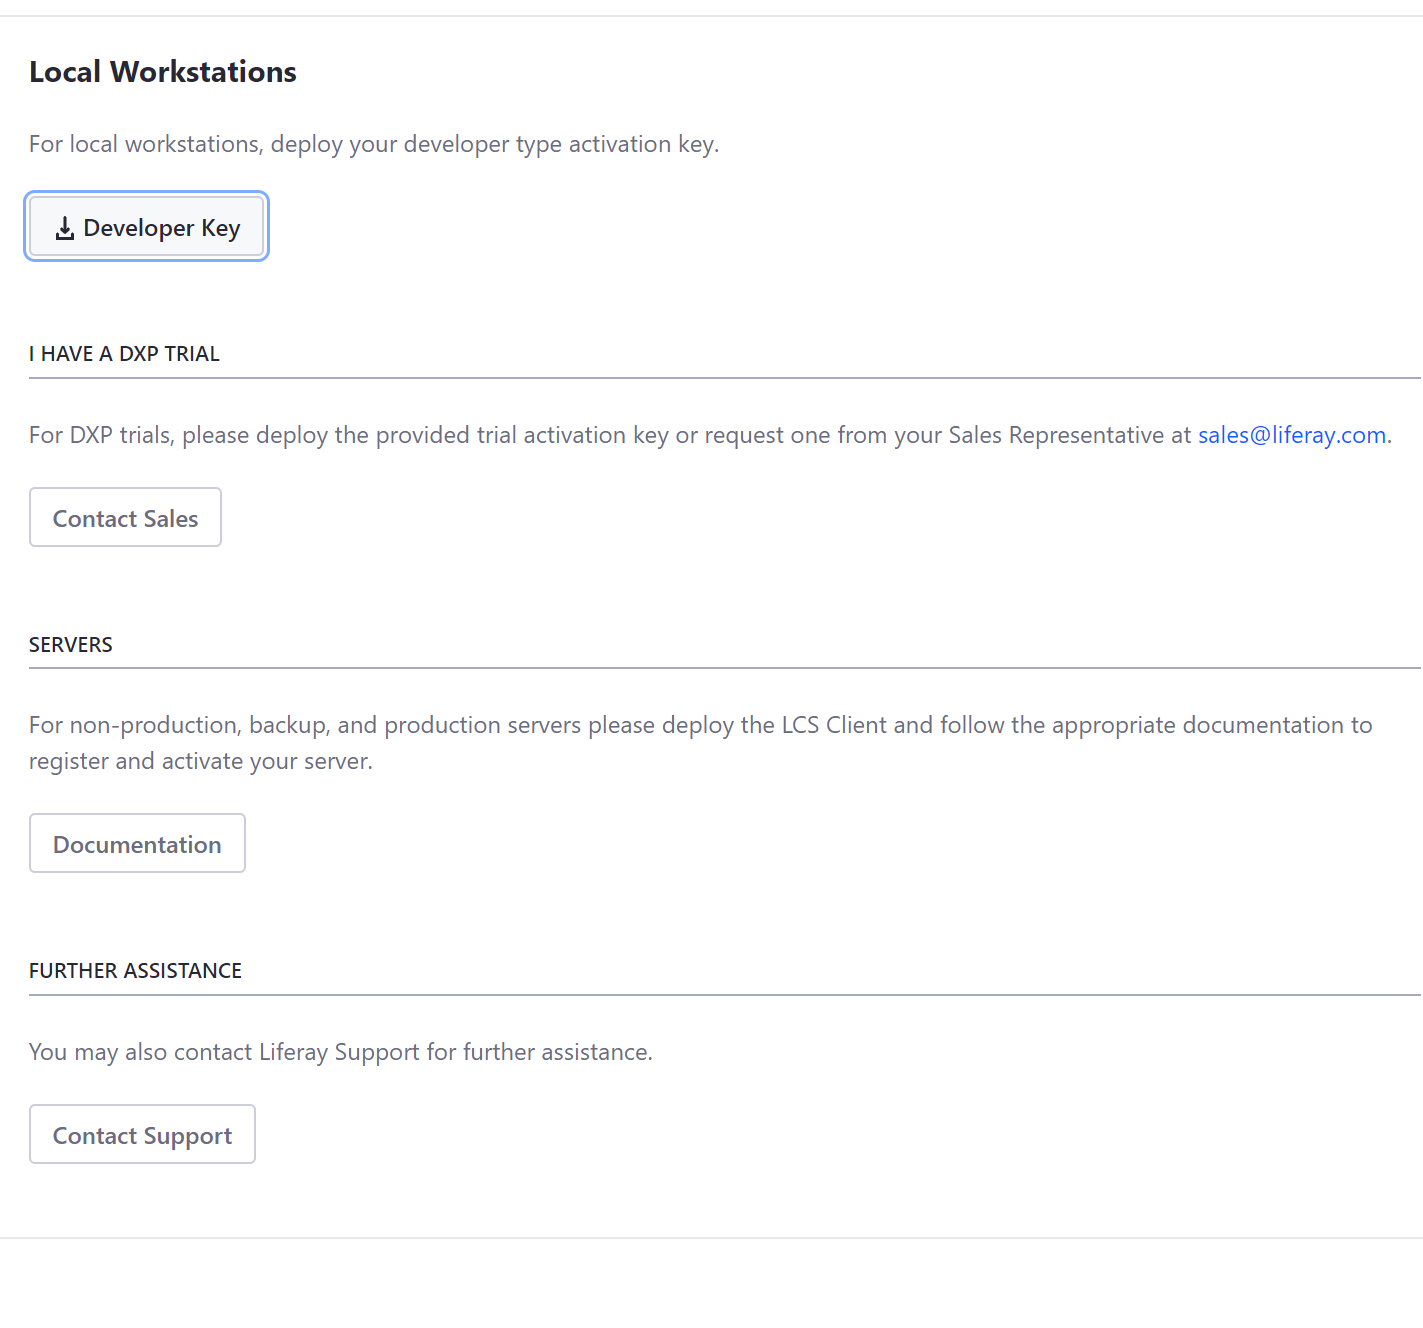 Local Workstations
For local workstations, deploy your developer type activation key.
Developer Key
I HAVE A DXP TRIAL
For DXP trials, please deploy the provided trial activation key or request one from your Sales Representative at sales@liferay.com.
Contact Sales
SERVERS
For non-production, backup, and production servers please deploy the LCS Client and follow the appropriate documentation to
register and activate your server.
Documentation
FURTHER ASSISTANCE
You may also contact Liferay Support for further assistance.
Contact Support